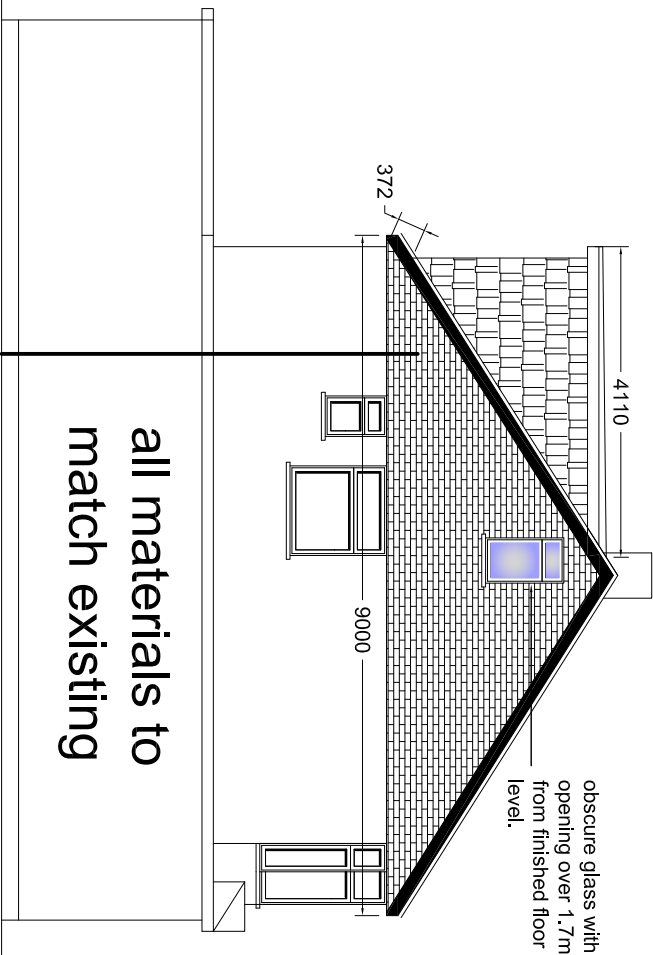 372
4110
9000
obscure glass with
opening over 1.7m
from finished floor
level.
all materials to
match existing